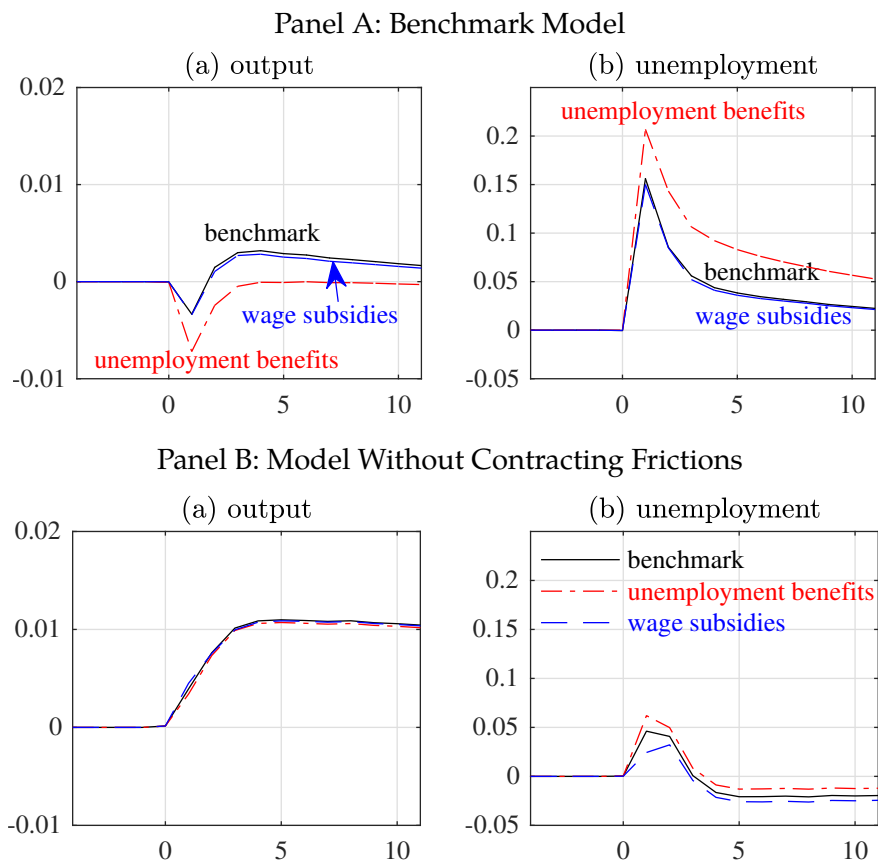 Panel A: Benchmark Model
(a) output
(b) unemployment
0.02
0.01
0
-0.01
benchmark
wage subsidies
unemployment benefits
0 5 10
0.2
0.15
0.1
0.05
0
-0.05
unemployment benefits
benchmark
wage subsidies
0 5 10
Panel B: Model Without Contracting Frictions
(a) output
(b) unemployment
0.02
0.01
0
-0.01
0 5 10
0.2
0.15
0.1
0.05
0
-0.05
benchmark
unemployment benefits
wage subsidies
0 5 10